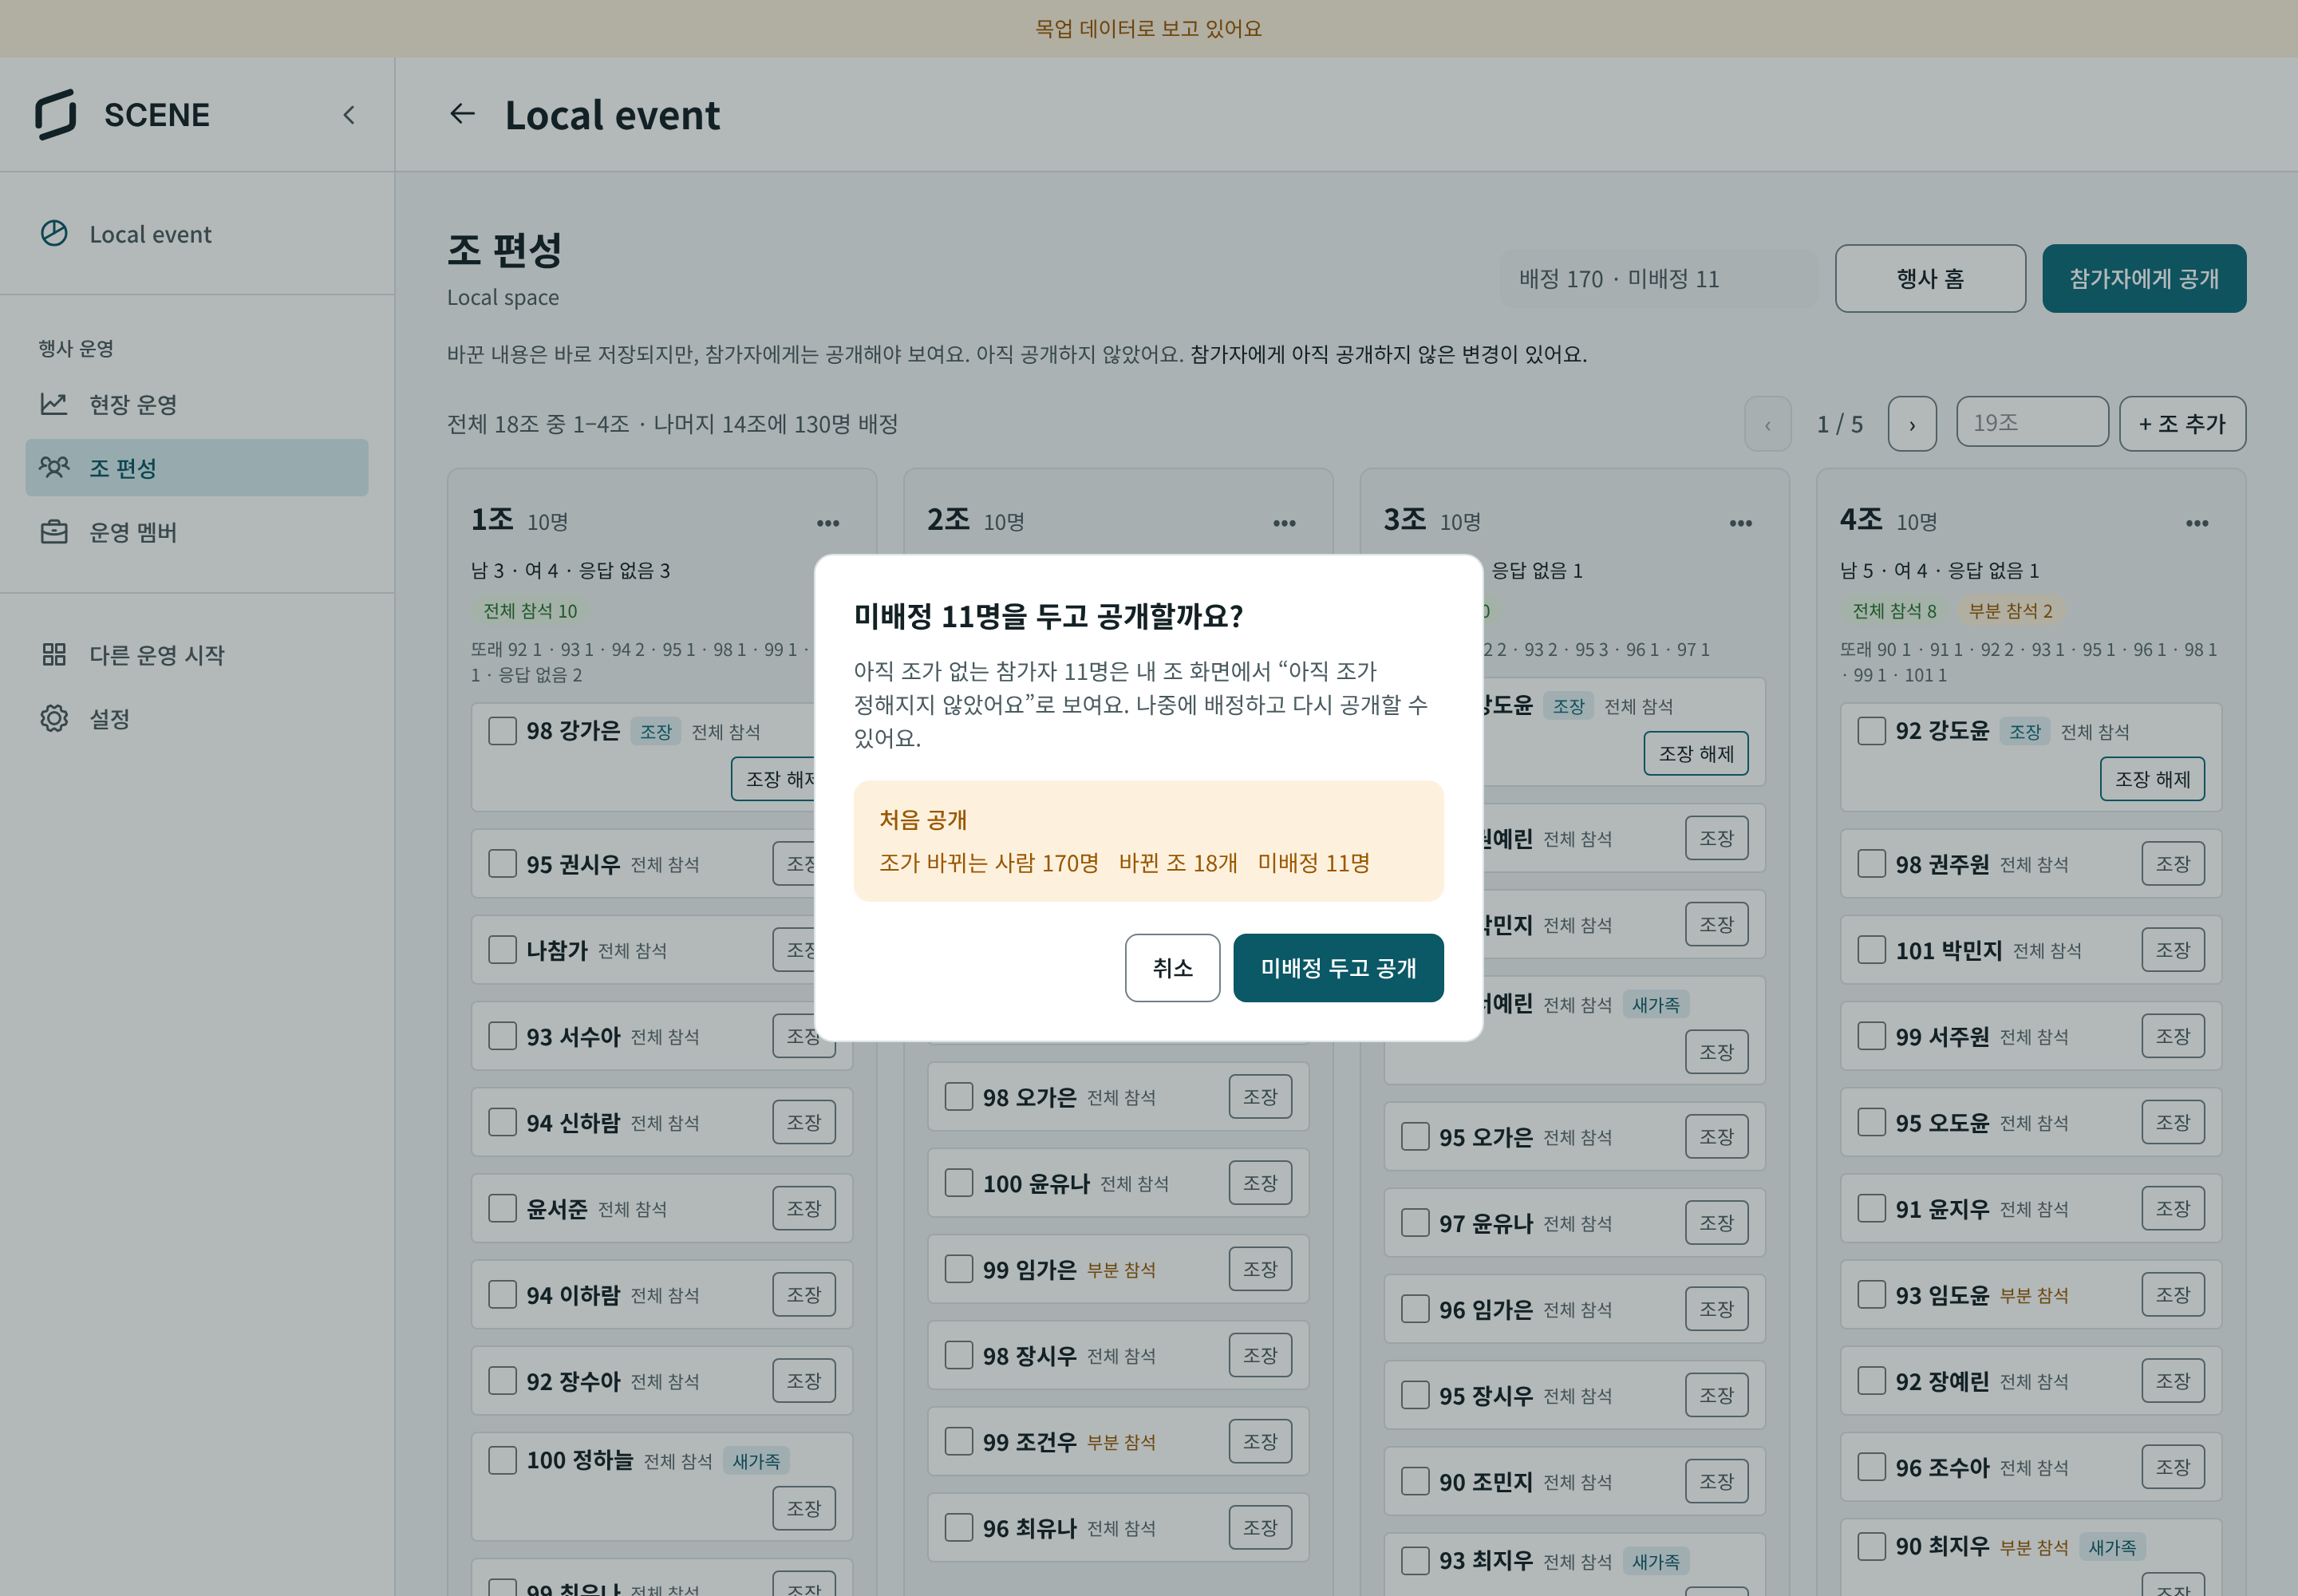 목업 데이터로 보고 있어요
SCENE
Local event
Local event
행사 운영
현장 운영
조 편성
운영 멤버
다른 운영 시작
설정
조 편성
Local space
배정 170 · 미배정 11
행사 홈
참가자에게 공개
바꾼 내용은 바로 저장되지만, 참가자에게는 공개해야 보여요. 아직 공개하지 않았어요. 참가자에게 아직 공개하지 않은 변경이 있어요.
전체 18조 중 1–4조 · 나머지 14조에 130명 배정
‹
1 / 5
›
19조
+ 조 추가
1조 10명
남 3 · 여 4 · 응답 없음 3
전체 참석 10
또래 92 1 · 93 1 · 94 2 · 95 1 · 98 1 · 99 1 ·
1 · 응답 없음 2
98 강가은 조장 전체 참석
조장 해제
95 권시우 전체 참석 조장
나참가 전체 참석 조장
93 서수아 전체 참석 조장
94 신하람 전체 참석 조장
윤서준 전체 참석 조장
94 이하람 전체 참석 조장
92 장수아 전체 참석 조장
100 정하늘 전체 참석 새가족
조장
99 최유나 전체 참석 조장
2조 10명
98 오가은 전체 참석 조장
100 윤유나 전체 참석 조장
99 임가은 부분 참석 조장
98 장시우 전체 참석 조장
99 조건우 부분 참석 조장
96 최유나 전체 참석 조장
3조 10명
응답 없음 1
2 · 93 2 · 95 3 · 96 1 · 97 1
강도윤 조장 전체 참석
조장 해제
예린 전체 참석 조장
박민지 전체 참석 조장
예린 전체 참석 새가족
조장
95 오가은 전체 참석 조장
97 윤유나 전체 참석 조장
96 임가은 전체 참석 조장
95 장시우 전체 참석 조장
90 조민지 전체 참석 조장
93 최지우 전체 참석 새가족
4조 10명
남 5 · 여 4 · 응답 없음 1
전체 참석 8 부분 참석 2
또래 90 1 · 91 1 · 92 2 · 93 1 · 95 1 · 96 1 · 98 1
· 99 1 · 101 1
92 강도윤 조장 전체 참석
조장 해제
98 권주원 전체 참석 조장
101 박민지 전체 참석 조장
99 서주원 전체 참석 조장
95 오도윤 전체 참석 조장
91 윤지우 전체 참석 조장
93 임도윤 부분 참석 조장
92 장예린 전체 참석 조장
96 조수아 전체 참석 조장
90 최지우 부분 참석 새가족
조장
미배정 11명을 두고 공개할까요?
아직 조가 없는 참가자 11명은 내 조 화면에서 “아직 조가
정해지지 않았어요”로 보여요. 나중에 배정하고 다시 공개할 수
있어요.
처음 공개
조가 바뀌는 사람 170명 바뀐 조 18개 미배정 11명
취소
미배정 두고 공개